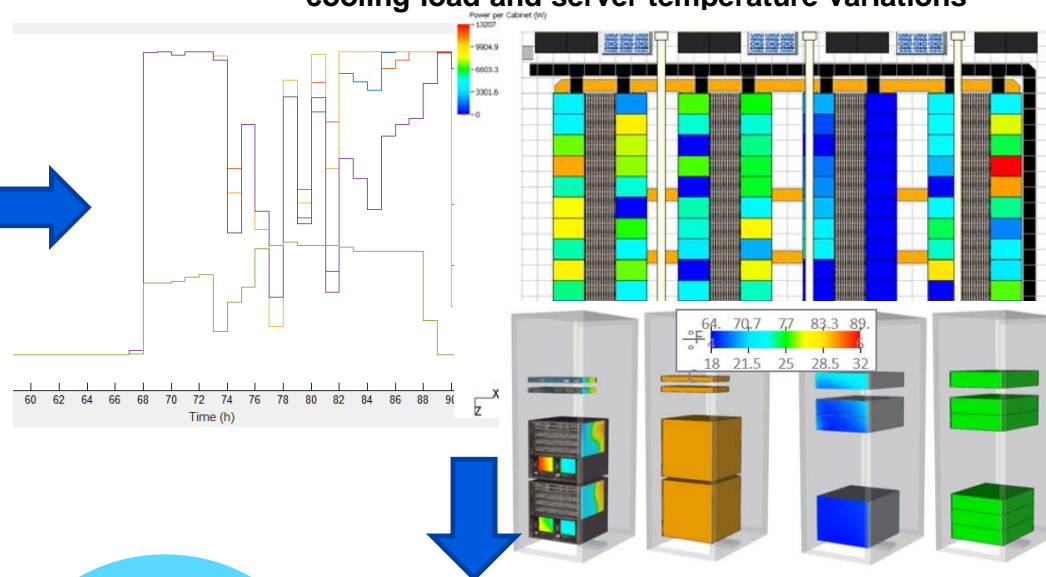 cooling load and server temperature variations
Power per Cabinet (W)
13207
9904.9
6603.3
3301.6
0
60 62 64 66 68 70 72 74 76 78 80 82 84 86 88 90
Time (h)
X
Z
64. 70.7 77 83.3 89.
°F
°C
18 21.5 25 28.5 32